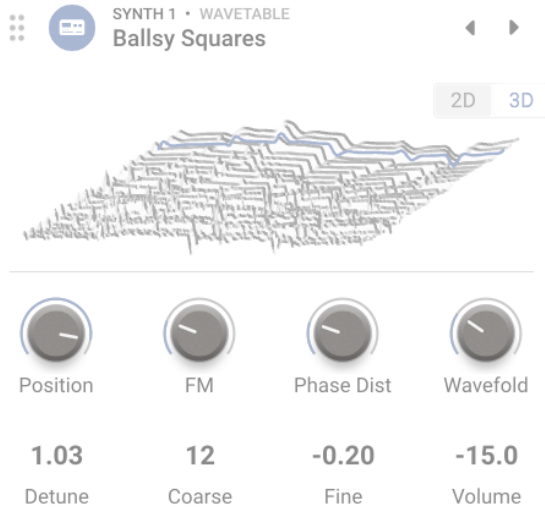 SYNTH 1 • WAVETABLE
Ballsy Squares
2D 3D
Position FM Phase Dist Wavefold
1.03 12 -0.20 -15.0
Detune Coarse Fine Volume